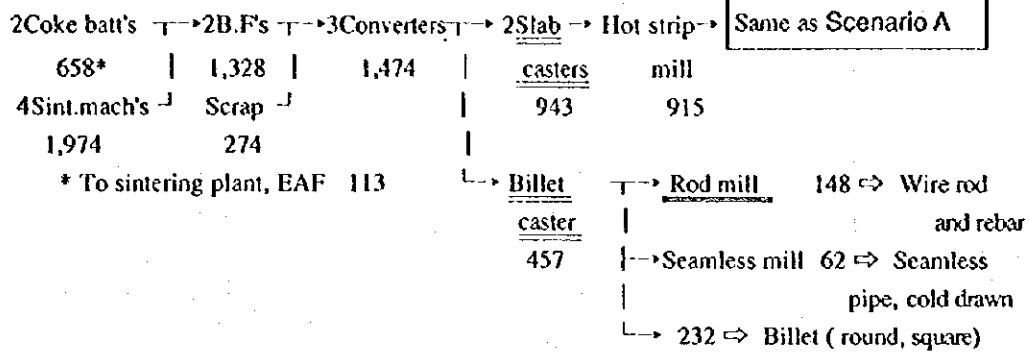 2Coke batt's → 2B.F's → 3Converters → 2Slab → Hot strip → Same as Scenario A
658* 1,328 1,474 casters mill
4Sint.mach's Scrap 943 915
1,974 274
* To sintering plant, EAF 113 Billet → Rod mill 148 ⇨ Wire rod
caster and rebar
457 Seamless mill 62 ⇨ Seamless
pipe, cold drawn
232 ⇨ Billet ( round, square)